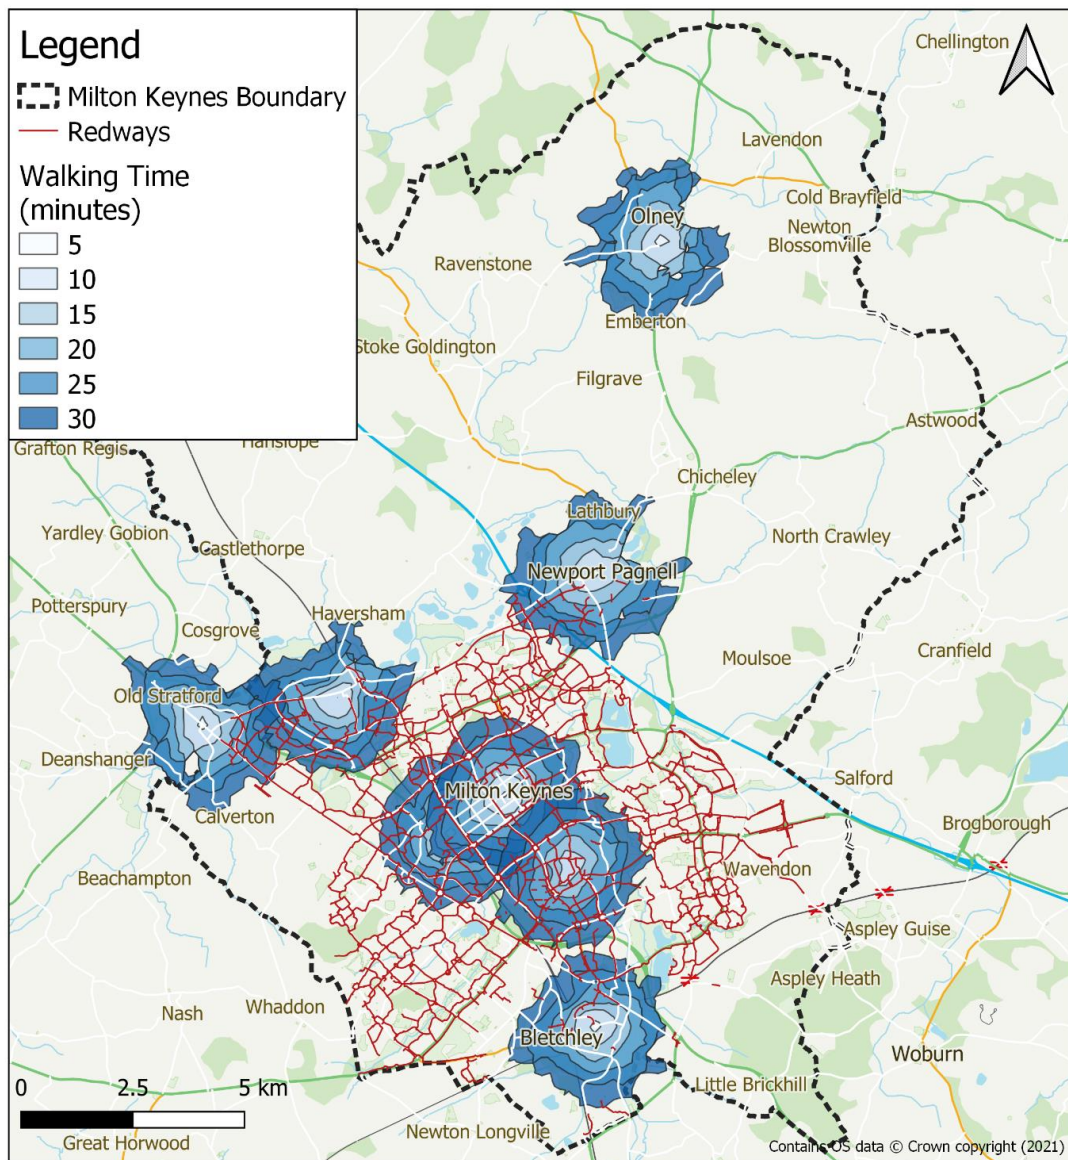 Legend
Milton Keynes Boundary
Redways
Walking Time
(minutes)
5
10
15
20
25
30
Chellington
Lavendon
Cold Brayfield
Olney
Newton
Blossomville
Ravenstone
Emberton
Stoke Goldington
Filgrave
Astwood
Hanslope
Grafton Regis
Chicheley
Lathbury
Yardley Gobion
North Crawley
Castlethorpe
Newport Pagnell
Potterspury
Haversham
Cosgrove
Cranfield
Moulsoe
Old Stratford
Deanshanger
Salford
Milton Keynes
Calverton
Brogborough
Wavendon
Beachampton
Aspley Guise
Aspley Heath
Whaddon
Nash
Bletchley
Woburn
Little Brickhill
0 2.5 5 km
Newton Longville
Great Horwood
Contains OS data © Crown copyright (2021)